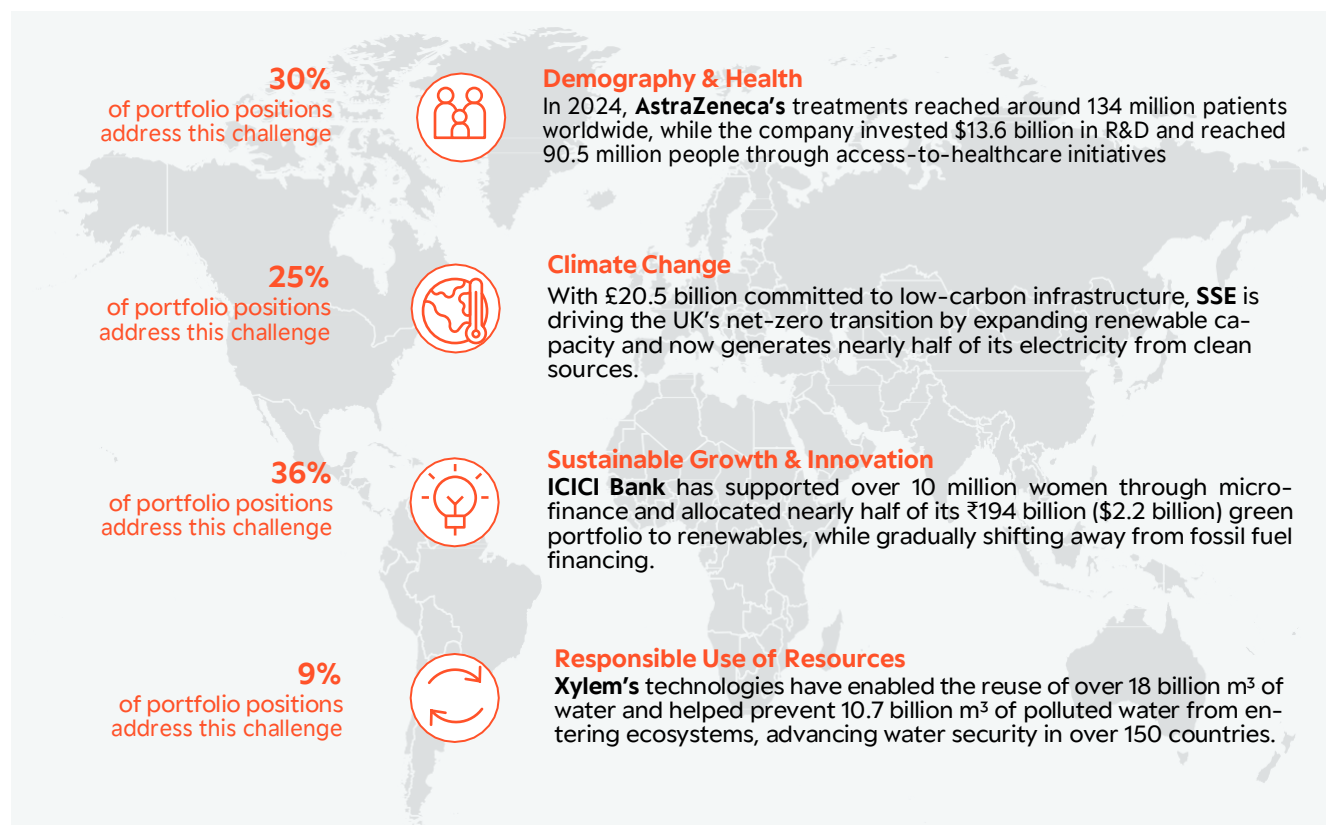 30%
of portfolio positions
address this challenge
Demography & Health
In 2024, AstraZeneca's treatments reached around 134 million patients
worldwide, while the company invested $13.6 billion in R&D and reached
90.5 million people through access-to-healthcare initiatives
25%
of portfolio positions
address this challenge
Climate Change
With £20.5 billion committed to low-carbon infrastructure, SSE is
driving the UK's net-zero transition by expanding renewable ca-
pacity and now generates nearly half of its electricity from clean
sources.
36%
of portfolio positions
address this challenge
Sustainable Growth & Innovation
ICICI Bank has supported over 10 million women through micro-
finance and allocated nearly half of its ₹194 billion ($2.2 billion) green
portfolio to renewables, while gradually shifting away from fossil fuel
financing.
9%
of portfolio positions
address this challenge
Responsible Use of Resources
Xylem's technologies have enabled the reuse of over 18 billion m³ of
water and helped prevent 10.7 billion m³ of polluted water from en-
tering ecosystems, advancing water security in over 150 countries.